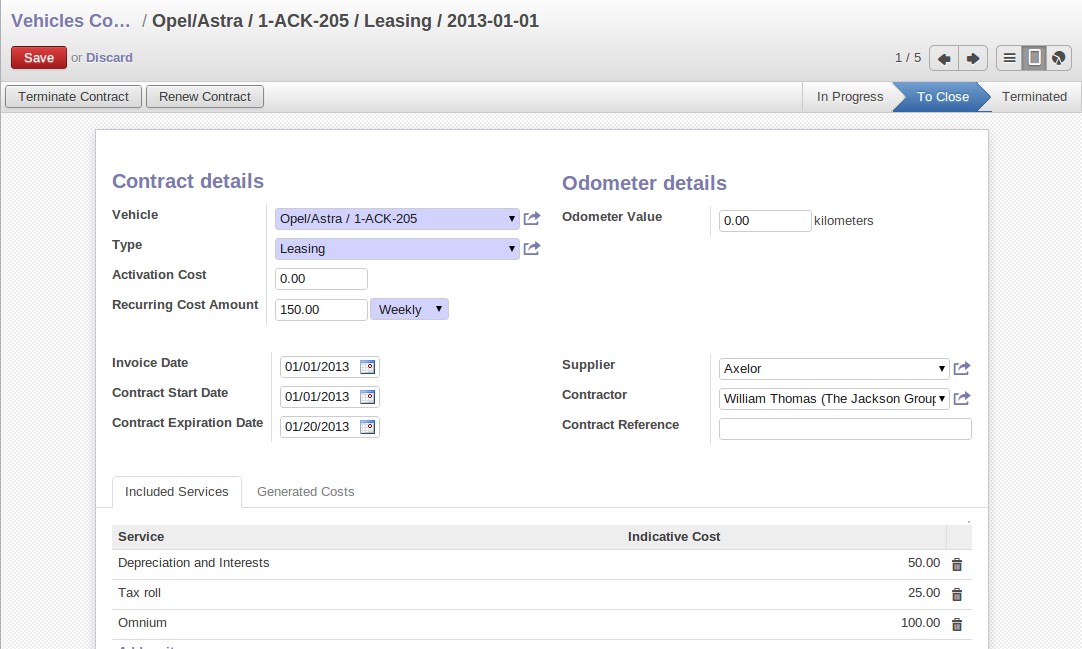 Vehicles Co… / Opel/Astra / 1-ACK-205 / Leasing / 2013-01-01
Save or Discard
1 / 5
Terminate Contract Renew Contract
In Progress To Close Terminated
Contract details
Vehicle Opel/Astra / 1-ACK-205
Type Leasing
Activation Cost 0.00
Recurring Cost Amount 150.00 Weekly
Odometer details
Odometer Value 0.00 kilometers
Invoice Date 01/01/2013
Contract Start Date 01/01/2013
Contract Expiration Date 01/20/2013
Supplier Axelor
Contractor William Thomas (The Jackson Group
Contract Reference
Included Services Generated Costs
Service Indicative Cost
Depreciation and Interests 50.00
Tax roll 25.00
Omnium 100.00